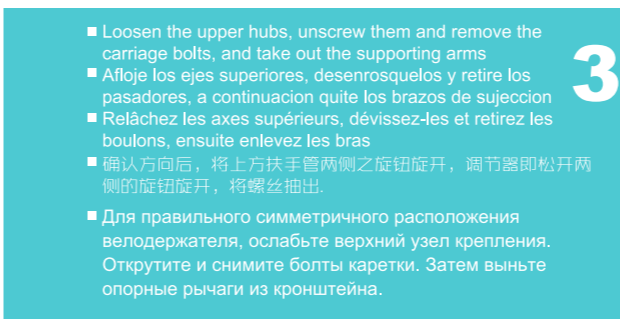 ■ Loosen the upper hubs, unscrew them and remove the
carriage bolts, and take out the supporting arms
■ Afloje los ejes superiores, desenrosquelos y retire los
pasadores, a continuacion quite los brazos de sujeccion
■ Relâchez les axes supérieurs, dévissez-les et retirez les
boulons, ensuite enlevez les bras
■ 确认方向后，将上方扶手管两侧之旋钮旋开，调节器即松开两
侧的旋钮旋开，将螺丝抽出.
■ Для правильного симметричного расположения
велодержателя, ослабьте верхний узел крепления.
Открутите и снимите болты каретки. Затем выньте
опорные рычаги из кронштейна.
3